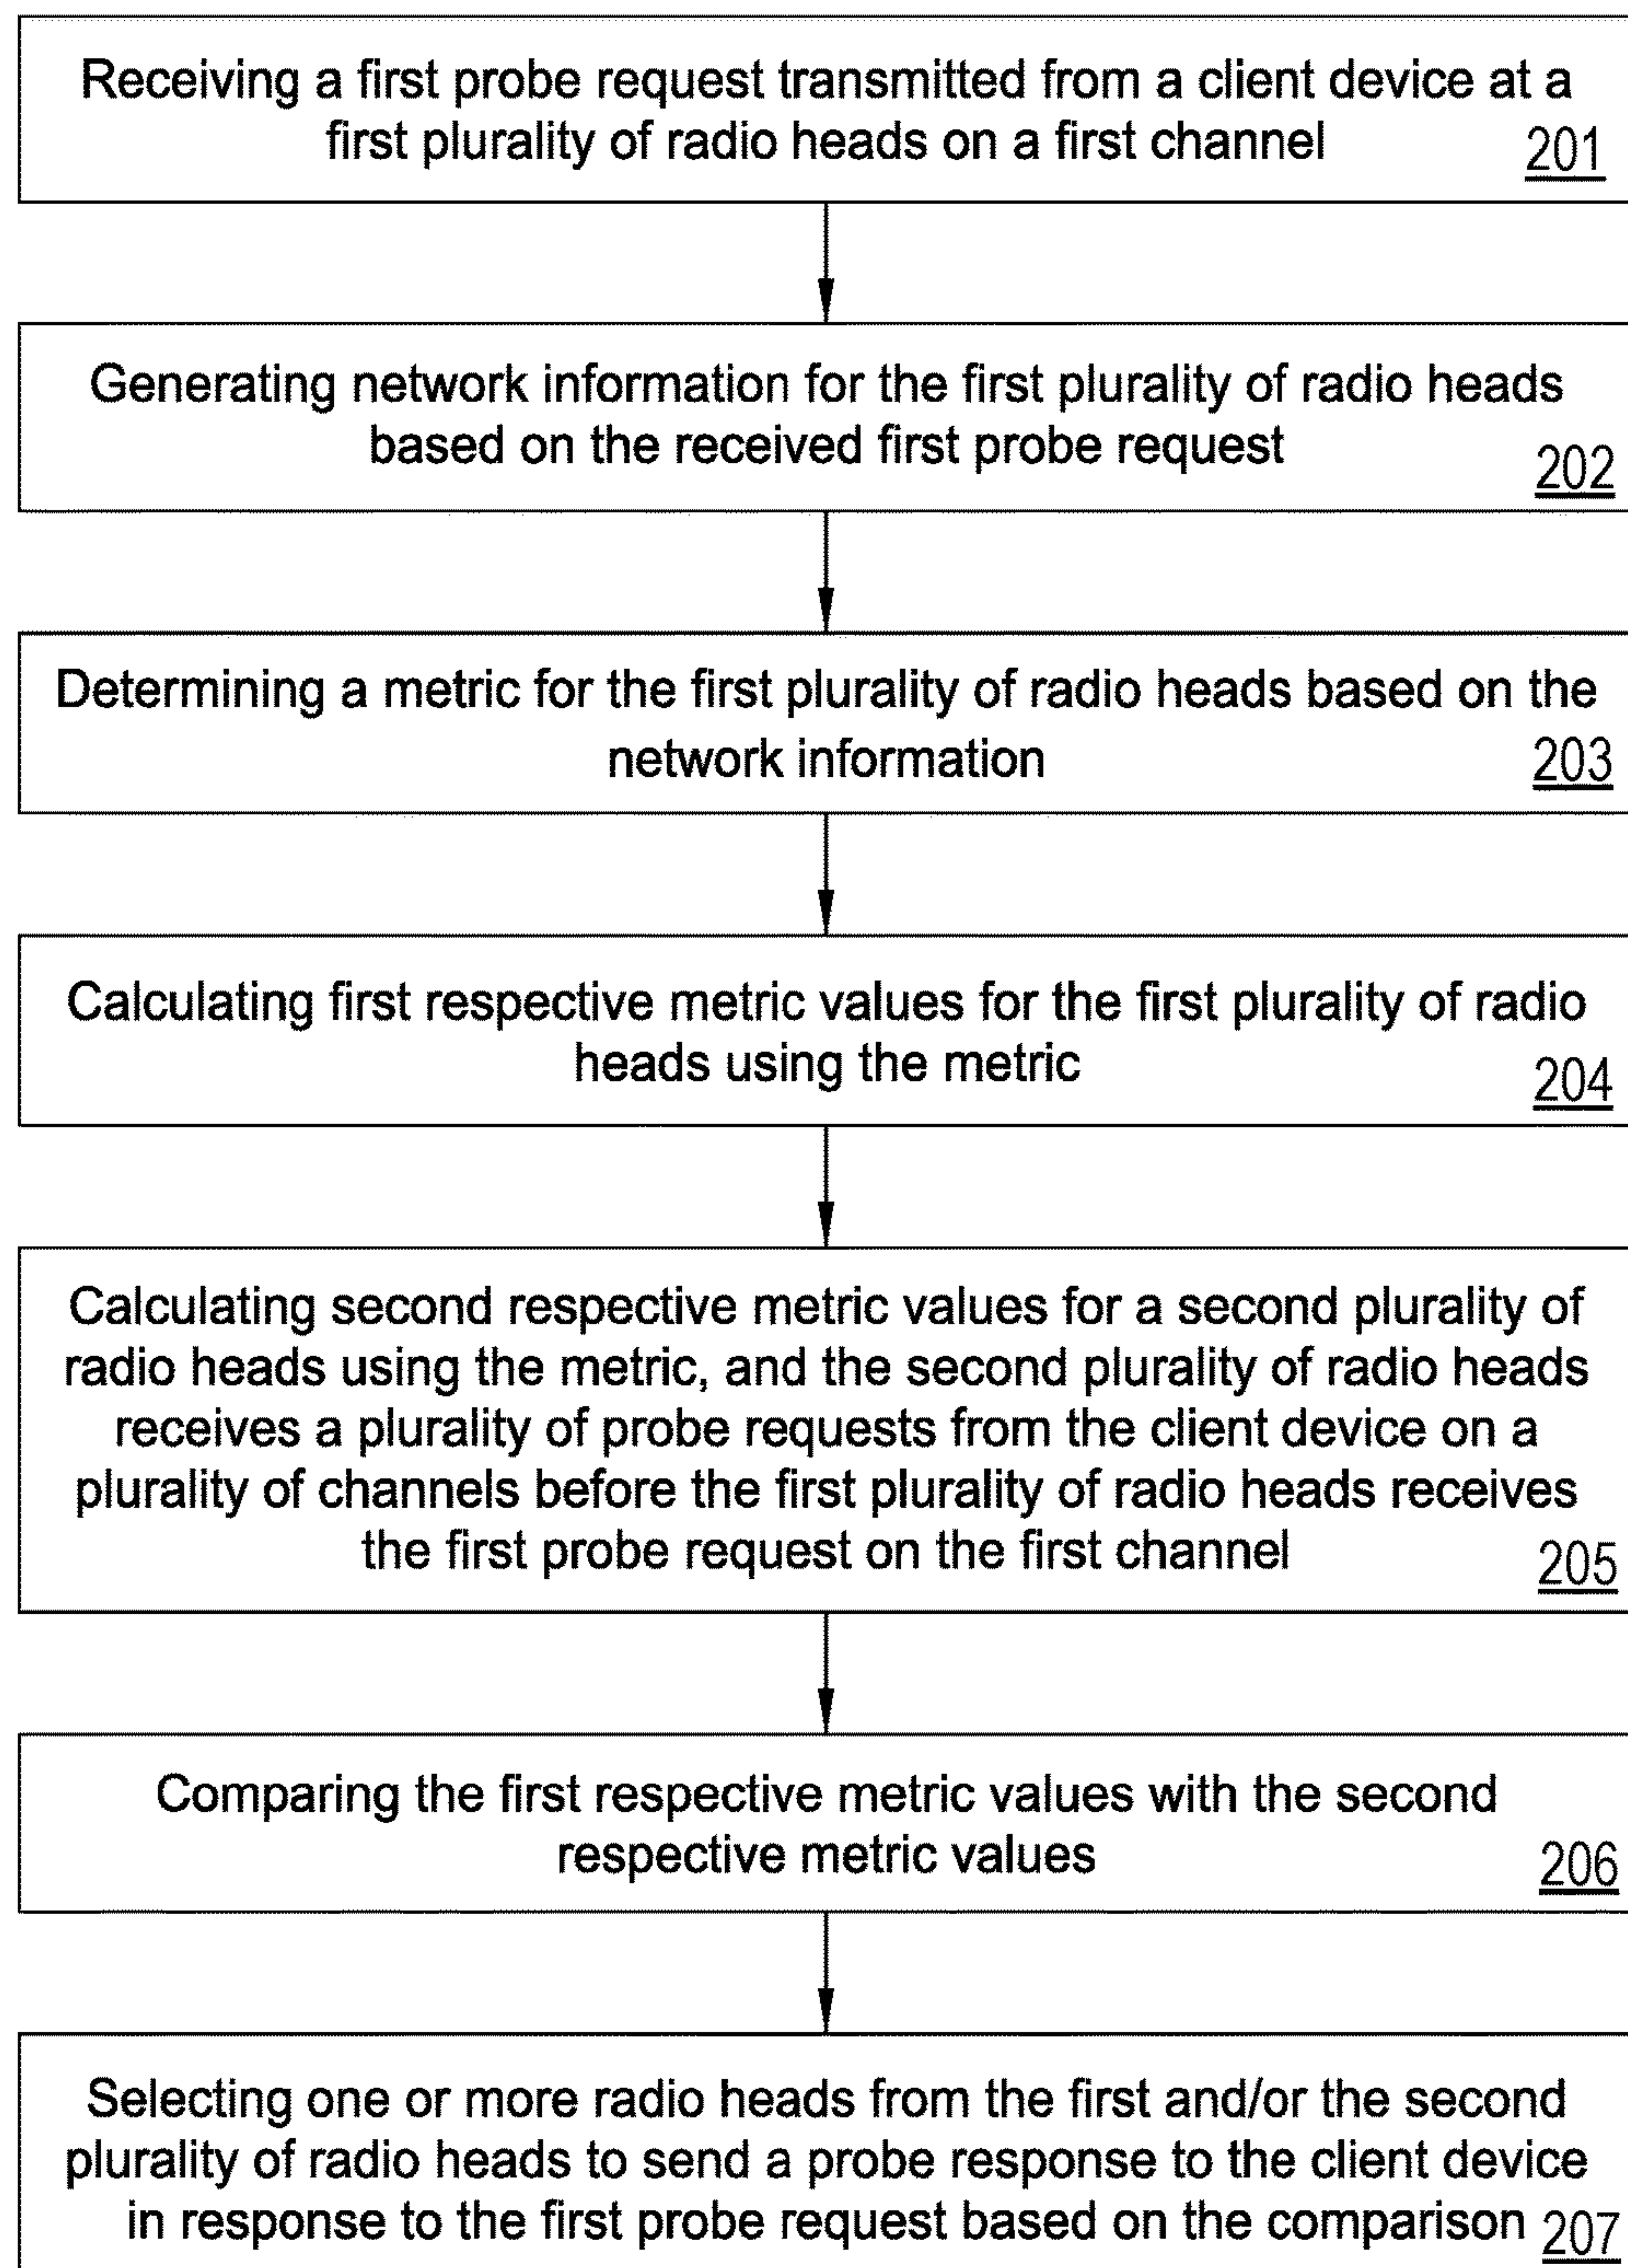 Receiving a first probe request transmitted from a client device at a
first plurality of radio heads on a first channel
201
Generating network information for the first plurality of radio heads
based on the received first probe request
202
Determining a metric for the first plurality of radio heads based on the
network information
203
Calculating first respective metric values for the first plurality of radio
heads using the metric
204
Calculating second respective metric values for a second plurality of
radio heads using the metric, and the second plurality of radio heads
receives a plurality of probe requests from the client device on a
plurality of channels before the first plurality of radio heads receives
the first probe request on the first channel
205
Comparing the first respective metric values with the second
respective metric values
206
Selecting one or more radio heads from the first and/or the second
plurality of radio heads to send a probe response to the client device
in response to the first probe request based on the comparison
207